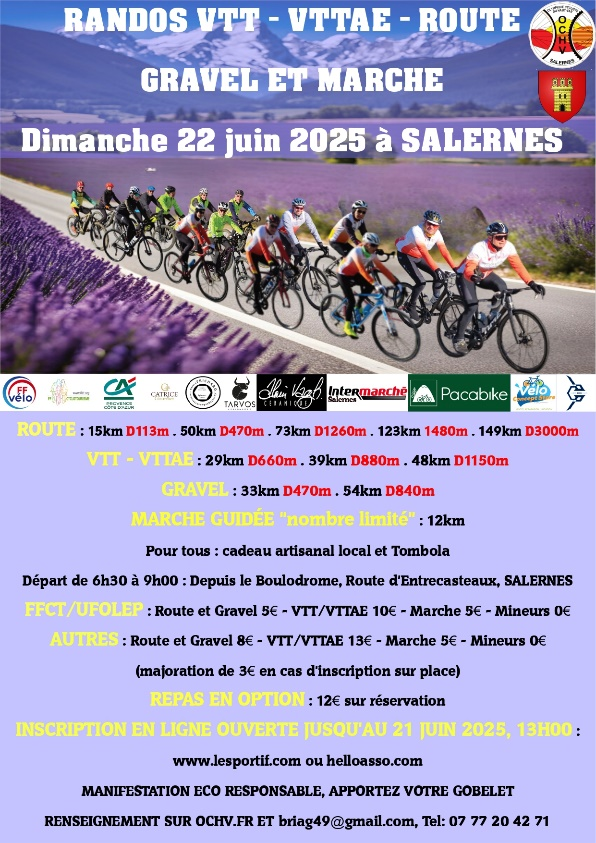 RANDOS VTT - VTTAE - ROUTE
GRAVEL ET MARCHE
Dimanche 22 juin 2025 à SALERNES
OCHV
SALERNES
FF vélo
CA
PROVENCE CÔTE D'AZUR
CATRICE
TARVOS
Alain Vagh
CERAMIQUE
Intermarché
Salernes
Pacabike
vélo
Concept Store
ROUTE : 15km D113m . 50km D470m . 73km D1260m . 123km 1480m . 149km D3000m
VTT - VTTAE : 29km D660m . 39km D880m . 48km D1150m
GRAVEL : 33km D470m . 54km D840m
MARCHE GUIDÉE "nombre limité" : 12km
Pour tous : cadeau artisanal local et Tombola
Départ de 6h30 à 9h00 : Depuis le Boulodrome, Route d'Entrecasteaux, SALERNES
FFCT/UFOLEP : Route et Gravel 5€ - VTT/VTTAE 10€ - Marche 5€ - Mineurs 0€
AUTRES : Route et Gravel 8€ - VTT/VTTAE 13€ - Marche 5€ - Mineurs 0€
(majoration de 3€ en cas d'inscription sur place)
REPAS EN OPTION : 12€ sur réservation
INSCRIPTION EN LIGNE OUVERTE JUSQU'AU 21 JUIN 2025, 13H00 :
www.lesportif.com ou helloasso.com
MANIFESTATION ECO RESPONSABLE, APPORTEZ VOTRE GOBELET
RENSEIGNEMENT SUR OCHV.FR ET briag49@gmail.com, Tel: 07 77 20 42 71